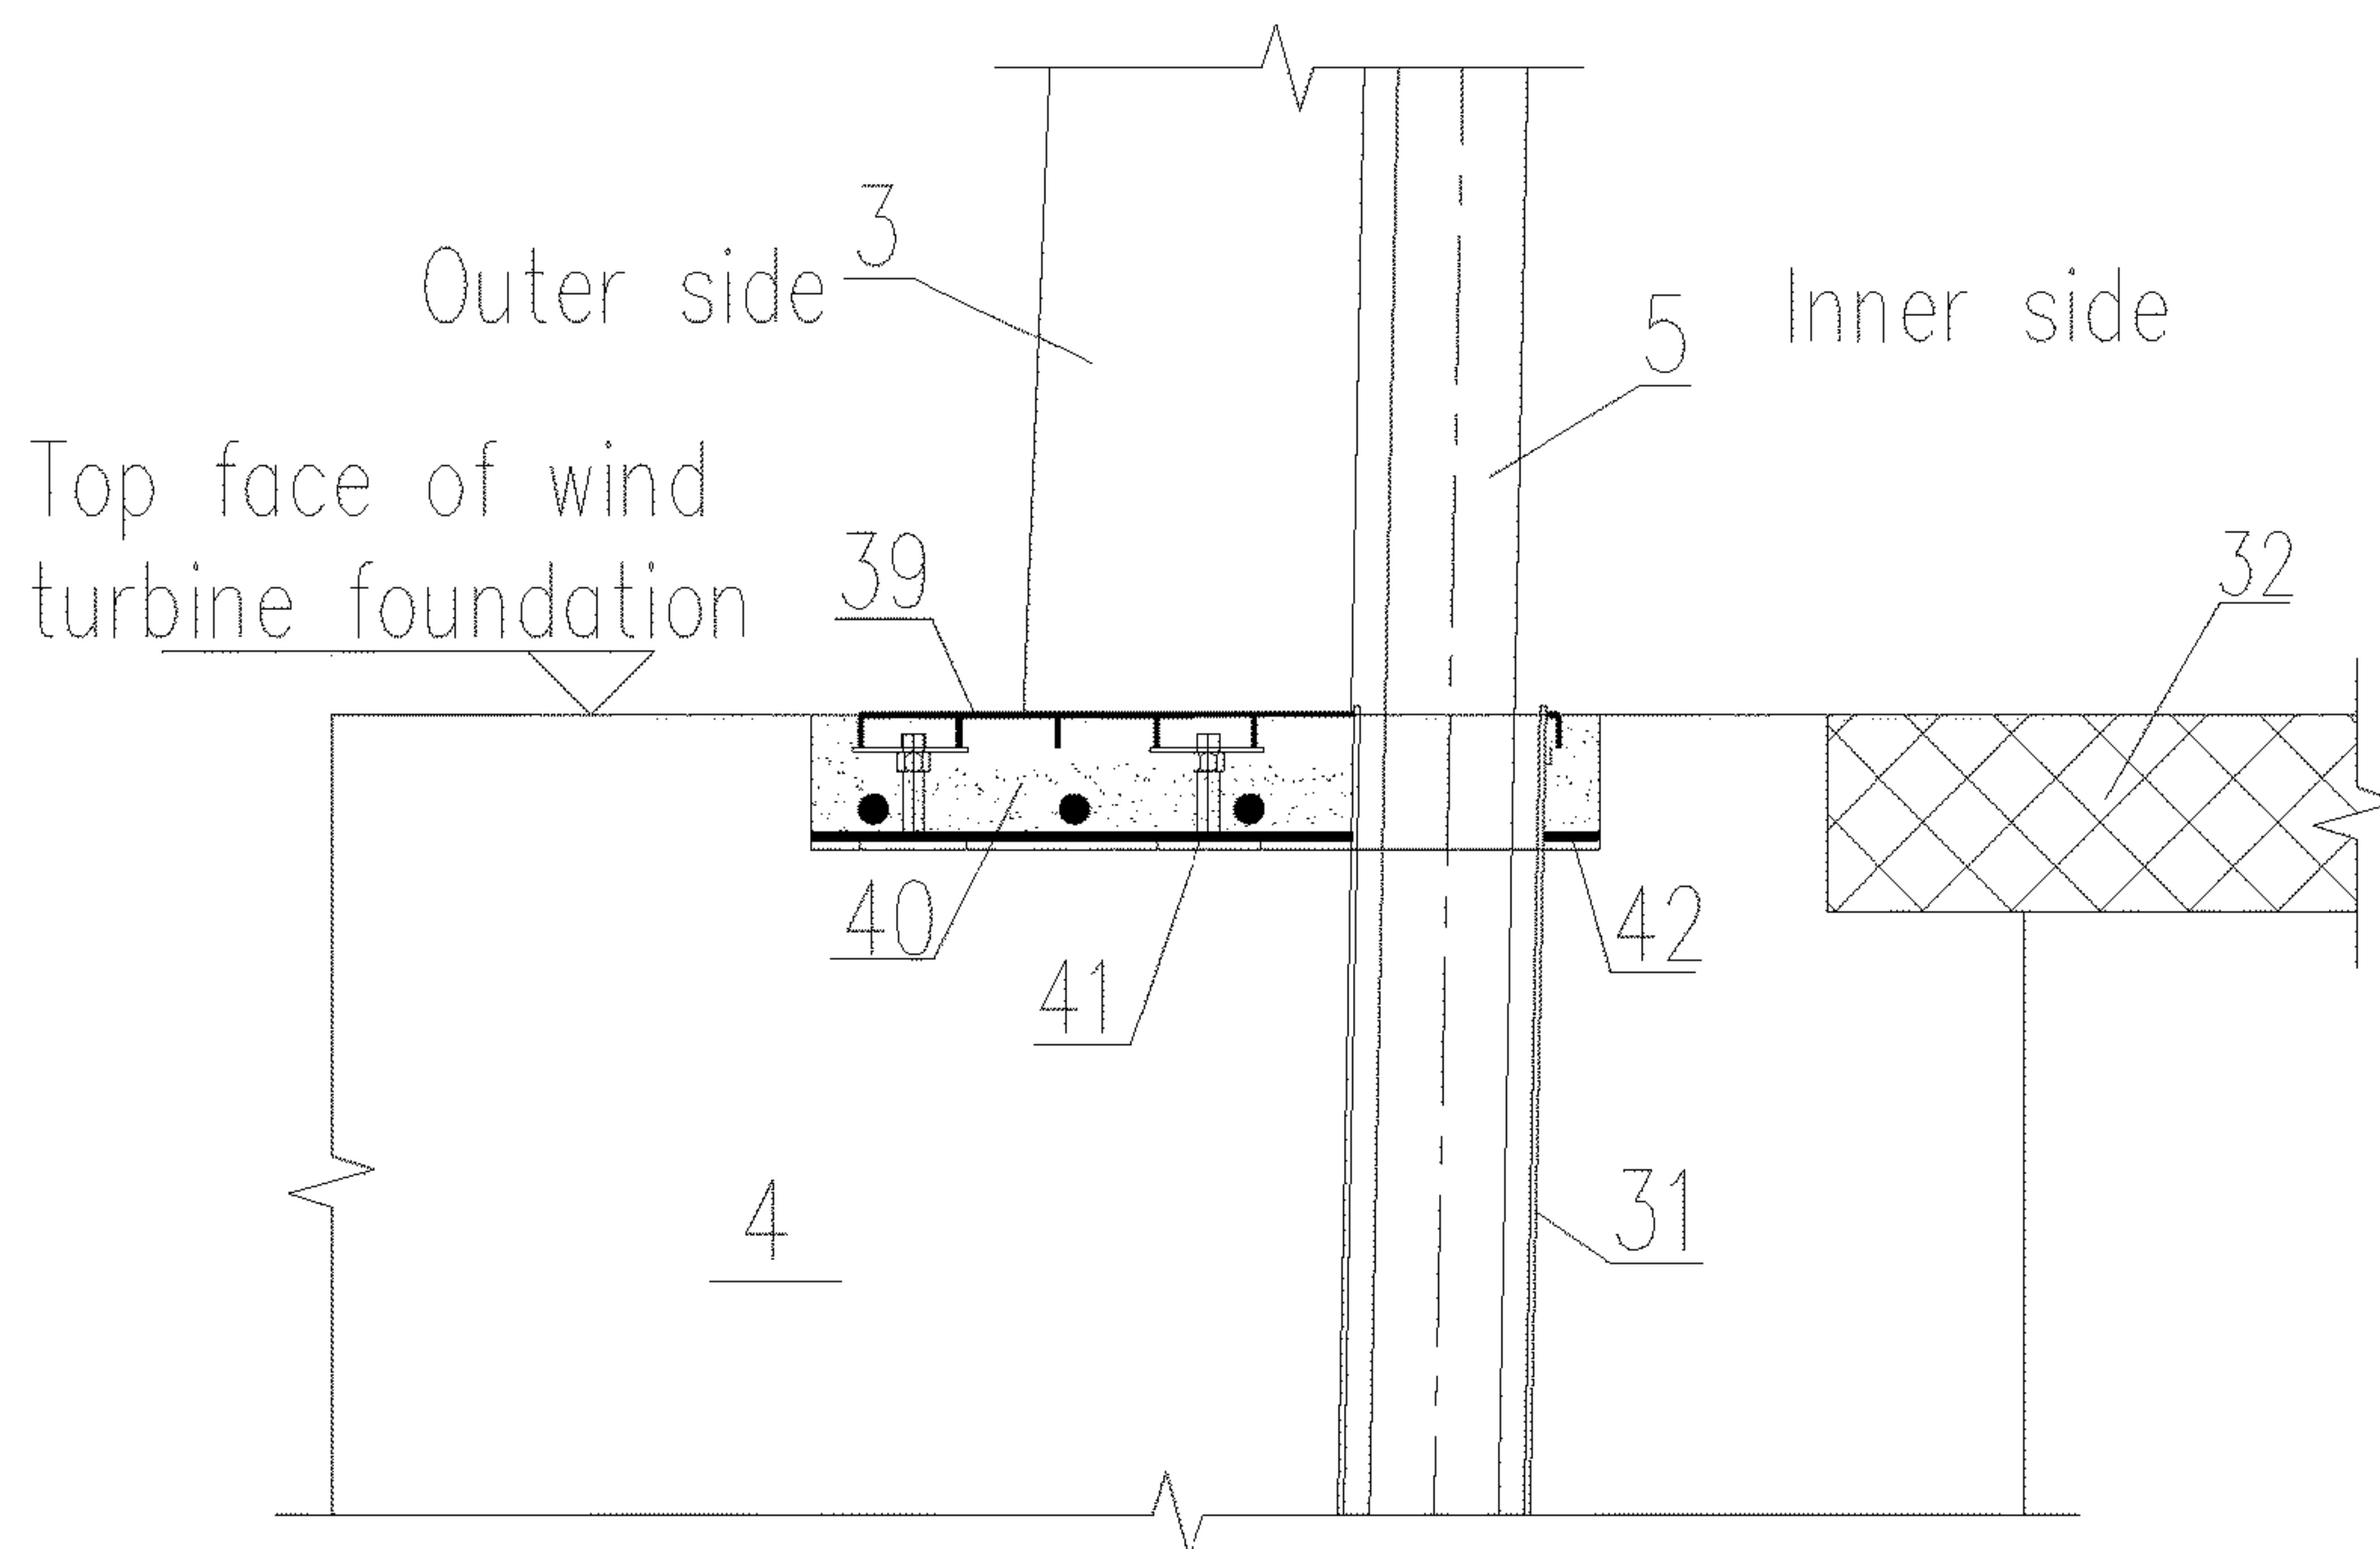 3
Outer side
Inner side
5
Top face of wind
turbine foundation
39
32
40
42
41
31
4